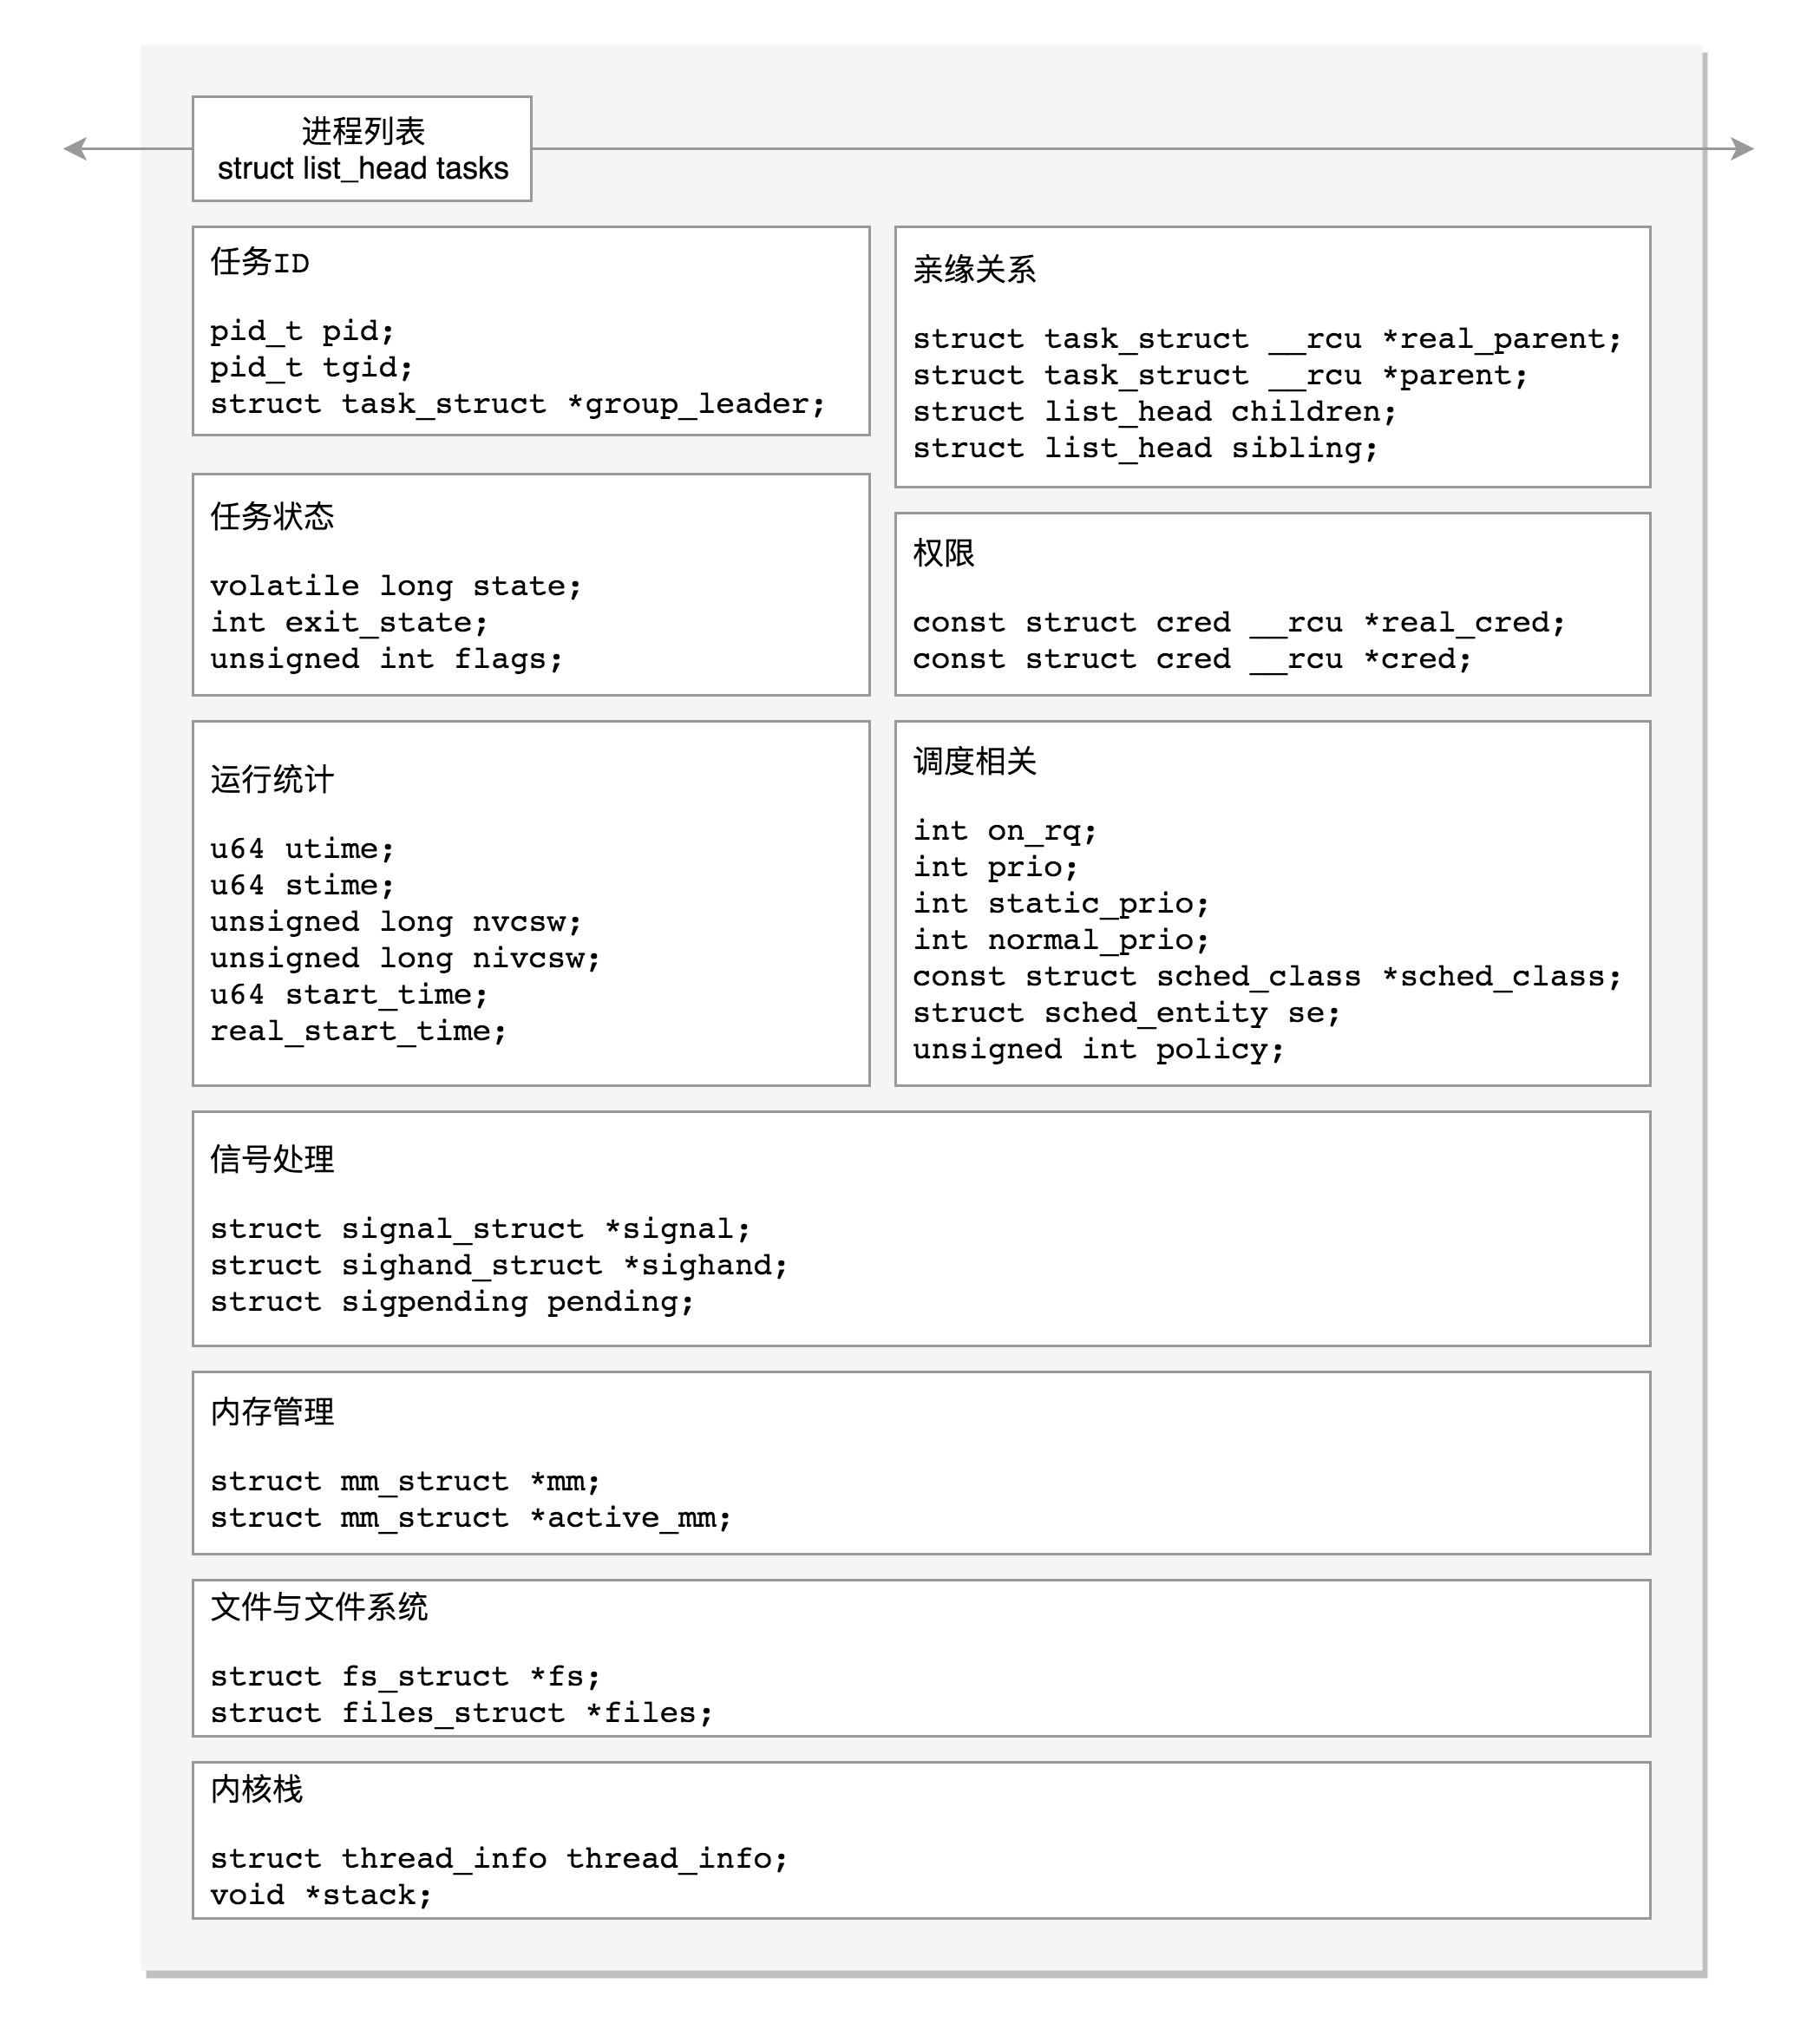 进程列表
struct list_head tasks
任务ID
pid_t pid;
pid_t tgid;
struct task_struct *group_leader;
亲缘关系
struct task_struct __rcu *real_parent;
struct task_struct __rcu *parent;
struct list_head children;
struct list_head sibling;
任务状态
volatile long state;
int exit_state;
unsigned int flags;
权限
const struct cred __rcu *real_cred;
const struct cred __rcu *cred;
运行统计
u64 utime;
u64 stime;
unsigned long nvcsw;
unsigned long nivcsw;
u64 start_time;
real_start_time;
调度相关
int on_rq;
int prio;
int static_prio;
int normal_prio;
const struct sched_class *sched_class;
struct sched_entity se;
unsigned int policy;
信号处理
struct signal_struct *signal;
struct sighand_struct *sighand;
struct sigpending pending;
内存管理
struct mm_struct *mm;
struct mm_struct *active_mm;
文件与文件系统
struct fs_struct *fs;
struct files_struct *files;
内核栈
struct thread_info thread_info;
void *stack;